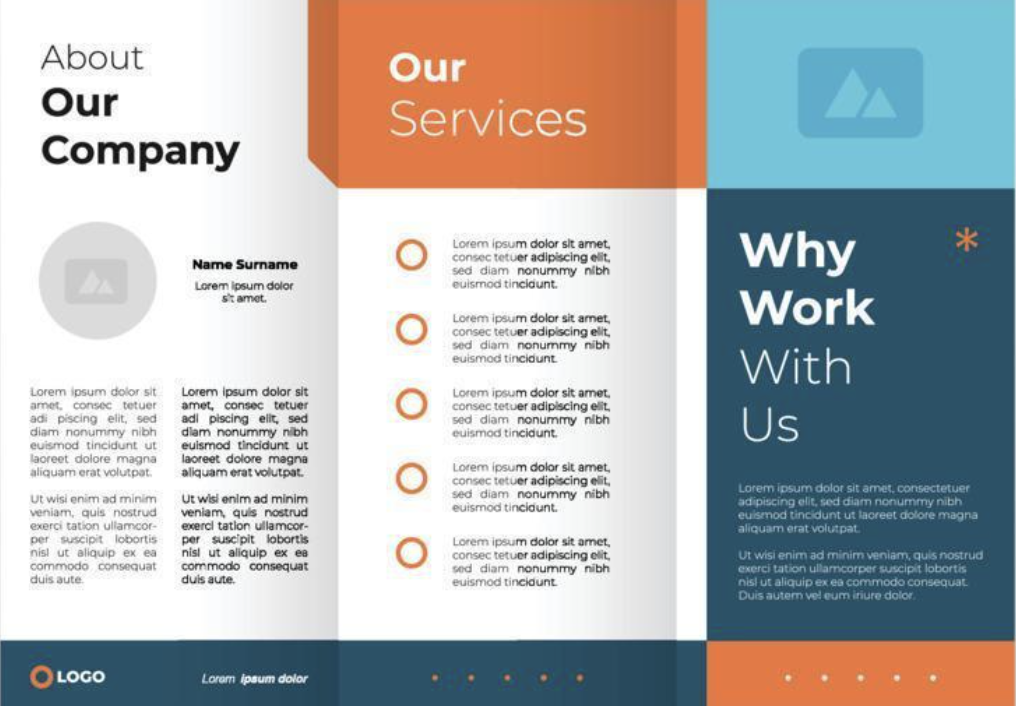 About
Our
Company
Name Surname
Lorem ipsum dolor
sit amet.
Lorem ipsum dolor sit
amet, consec tetuer
adi piscing elit, sed
diam nonummy nibh
euismod tincidunt ut
laoreet dolore magna
aliquam erat volutpat.
Ut wisi enim ad minim
veniam, quis nostrud
exerci tation ullamcor-
per suscipit lobortis
nisl ut aliquip ex ea
commodo consequat
duis aute.
Lorem ipsum dolor sit
amet, consec tetuer
adi piscing elit, sed
diam nonummy nibh
euismod tincidunt ut
laoreet dolore magna
aliquam erat volutpat.
Ut wisi enim ad minim
veniam, quis nostrud
exerci tation ullamcor-
per suscipit lobortis
nisl ut aliquip ex ea
commodo consequat
duis aute.
LOGO
Lorem ipsum dolor
Our
Services
Lorem ipsum dolor sit amet,
consec tetuer adipiscing elit,
sed diam nonummy nibh
euismod tincidunt.
Lorem ipsum dolor sit amet,
consec tetuer adipiscing elit,
sed diam nonummy nibh
euismod tincidunt.
Lorem ipsum dolor sit amet,
consec tetuer adipiscing elit,
sed diam nonummy nibh
euismod tincidunt.
Lorem ipsum dolor sit amet,
consec tetuer adipiscing elit,
sed diam nonummy nibh
euismod tincidunt.
Lorem ipsum dolor sit amet,
consec tetuer adipiscing elit,
sed diam nonummy nibh
euismod tincidunt.
Why *
Work
With
Us
Lorem ipsum dolor sit amet, consectetuer
adipiscing elit, sed diam nonummy nibh
euismod tincidunt ut laoreet dolore magna
aliquam erat volutpat.
Ut wisi enim ad minim veniam, quis nostrud
exerci tation ullamcorper suscipit lobortis
nisl ut aliquip ex ea commodo consequat.
Duis autem vel eum iriure dolor.